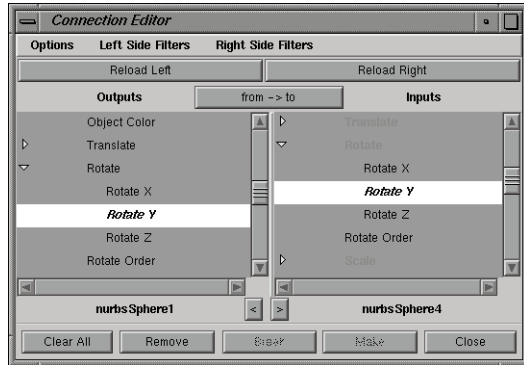 Connection Editor
Options Left Side Filters Right Side Filters
Reload Left Reload Right
Outputs from -> to Inputs
Object Color Translate
Translate Rotate
Rotate Rotate X
Rotate X Rotate Y
Rotate Y Rotate Z
Rotate Z Rotate Order
Rotate Order Scale
nurbsSphere1 < > nurbsSphere4
Clear All Remove Break Make Close